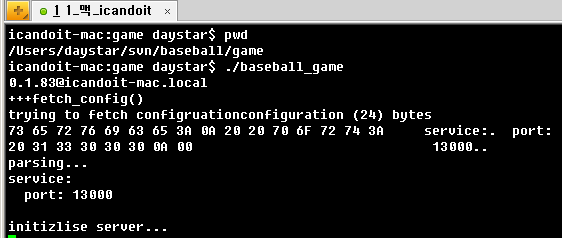 1 1_맥_icandoit ×
icandoit-mac:game daystar$ pwd
/Users/daystar/svn/baseball/game
icandoit-mac:game daystar$ ./baseball_game
0.1.83@icandoit-mac.local
+++fetch_config()
trying to fetch configruationconfiguration (24) bytes
73 65 72 76 69 63 65 3A 0A 20 20 70 6F 72 74 3A     service:.  port:
20 31 33 30 30 30 0A 00                              13000..
parsing...
service:
  port: 13000
initizlise server...